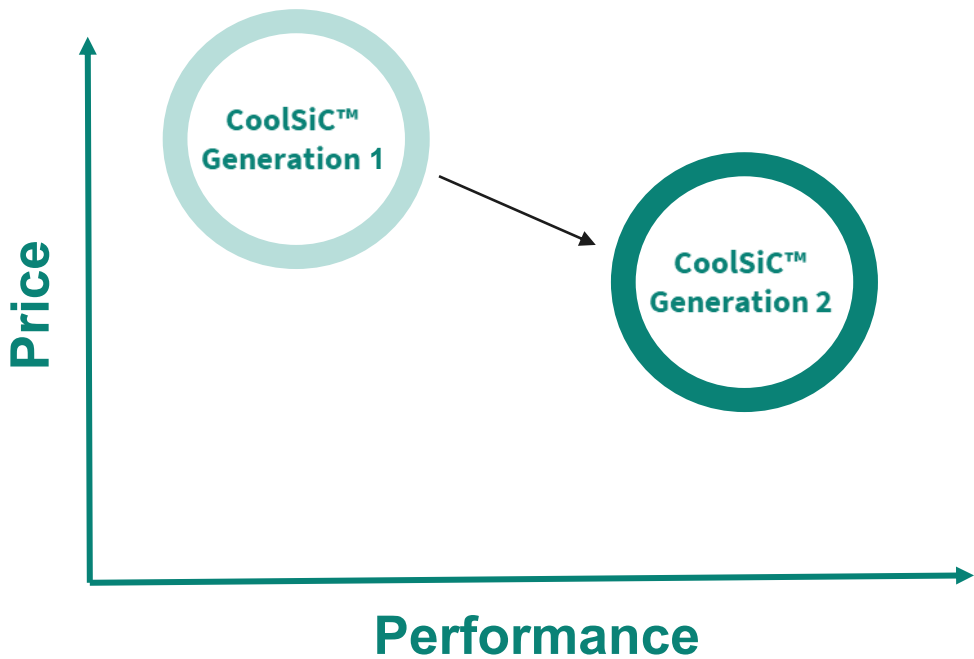 CoolSiC™
Generation 1
CoolSiC™
Generation 2
Price
Performance